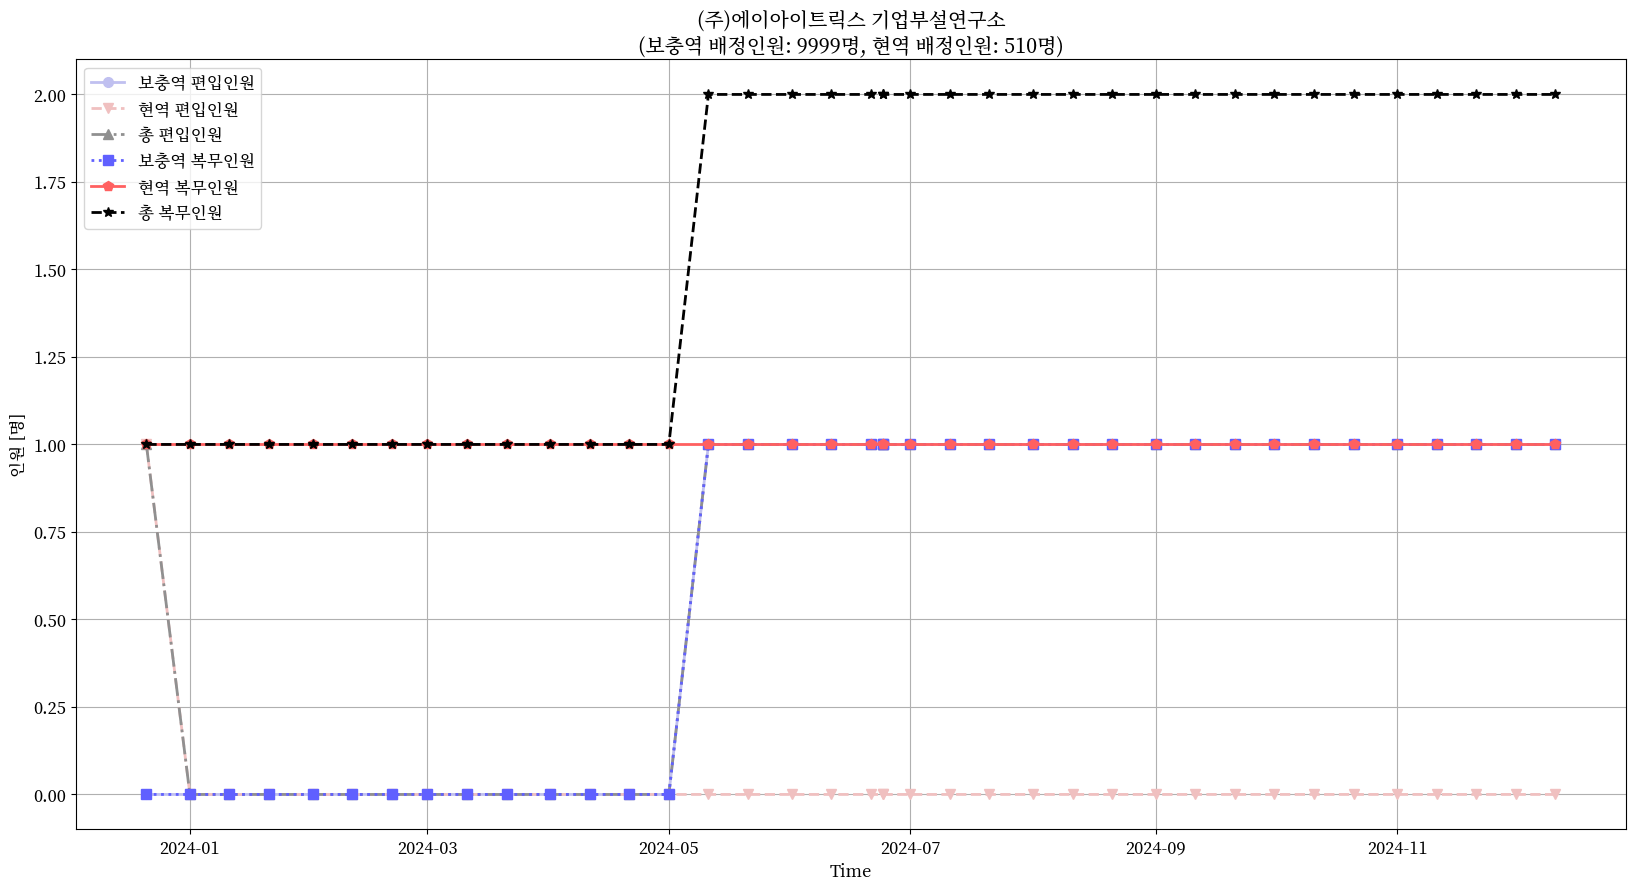 (주)에이아이트릭스 기업부설연구소
(보충역 배정인원: 9999명, 현역 배정인원: 510명)
보충역 편입인원
현역 편입인원
총 편입인원
보충역 복무인원
현역 복무인원
총 복무인원
2.00
1.75
1.50
1.25
1.00
0.75
0.50
0.25
0.00
인원 [명]
2024-01
2024-03
2024-05
2024-07
2024-09
2024-11
Time